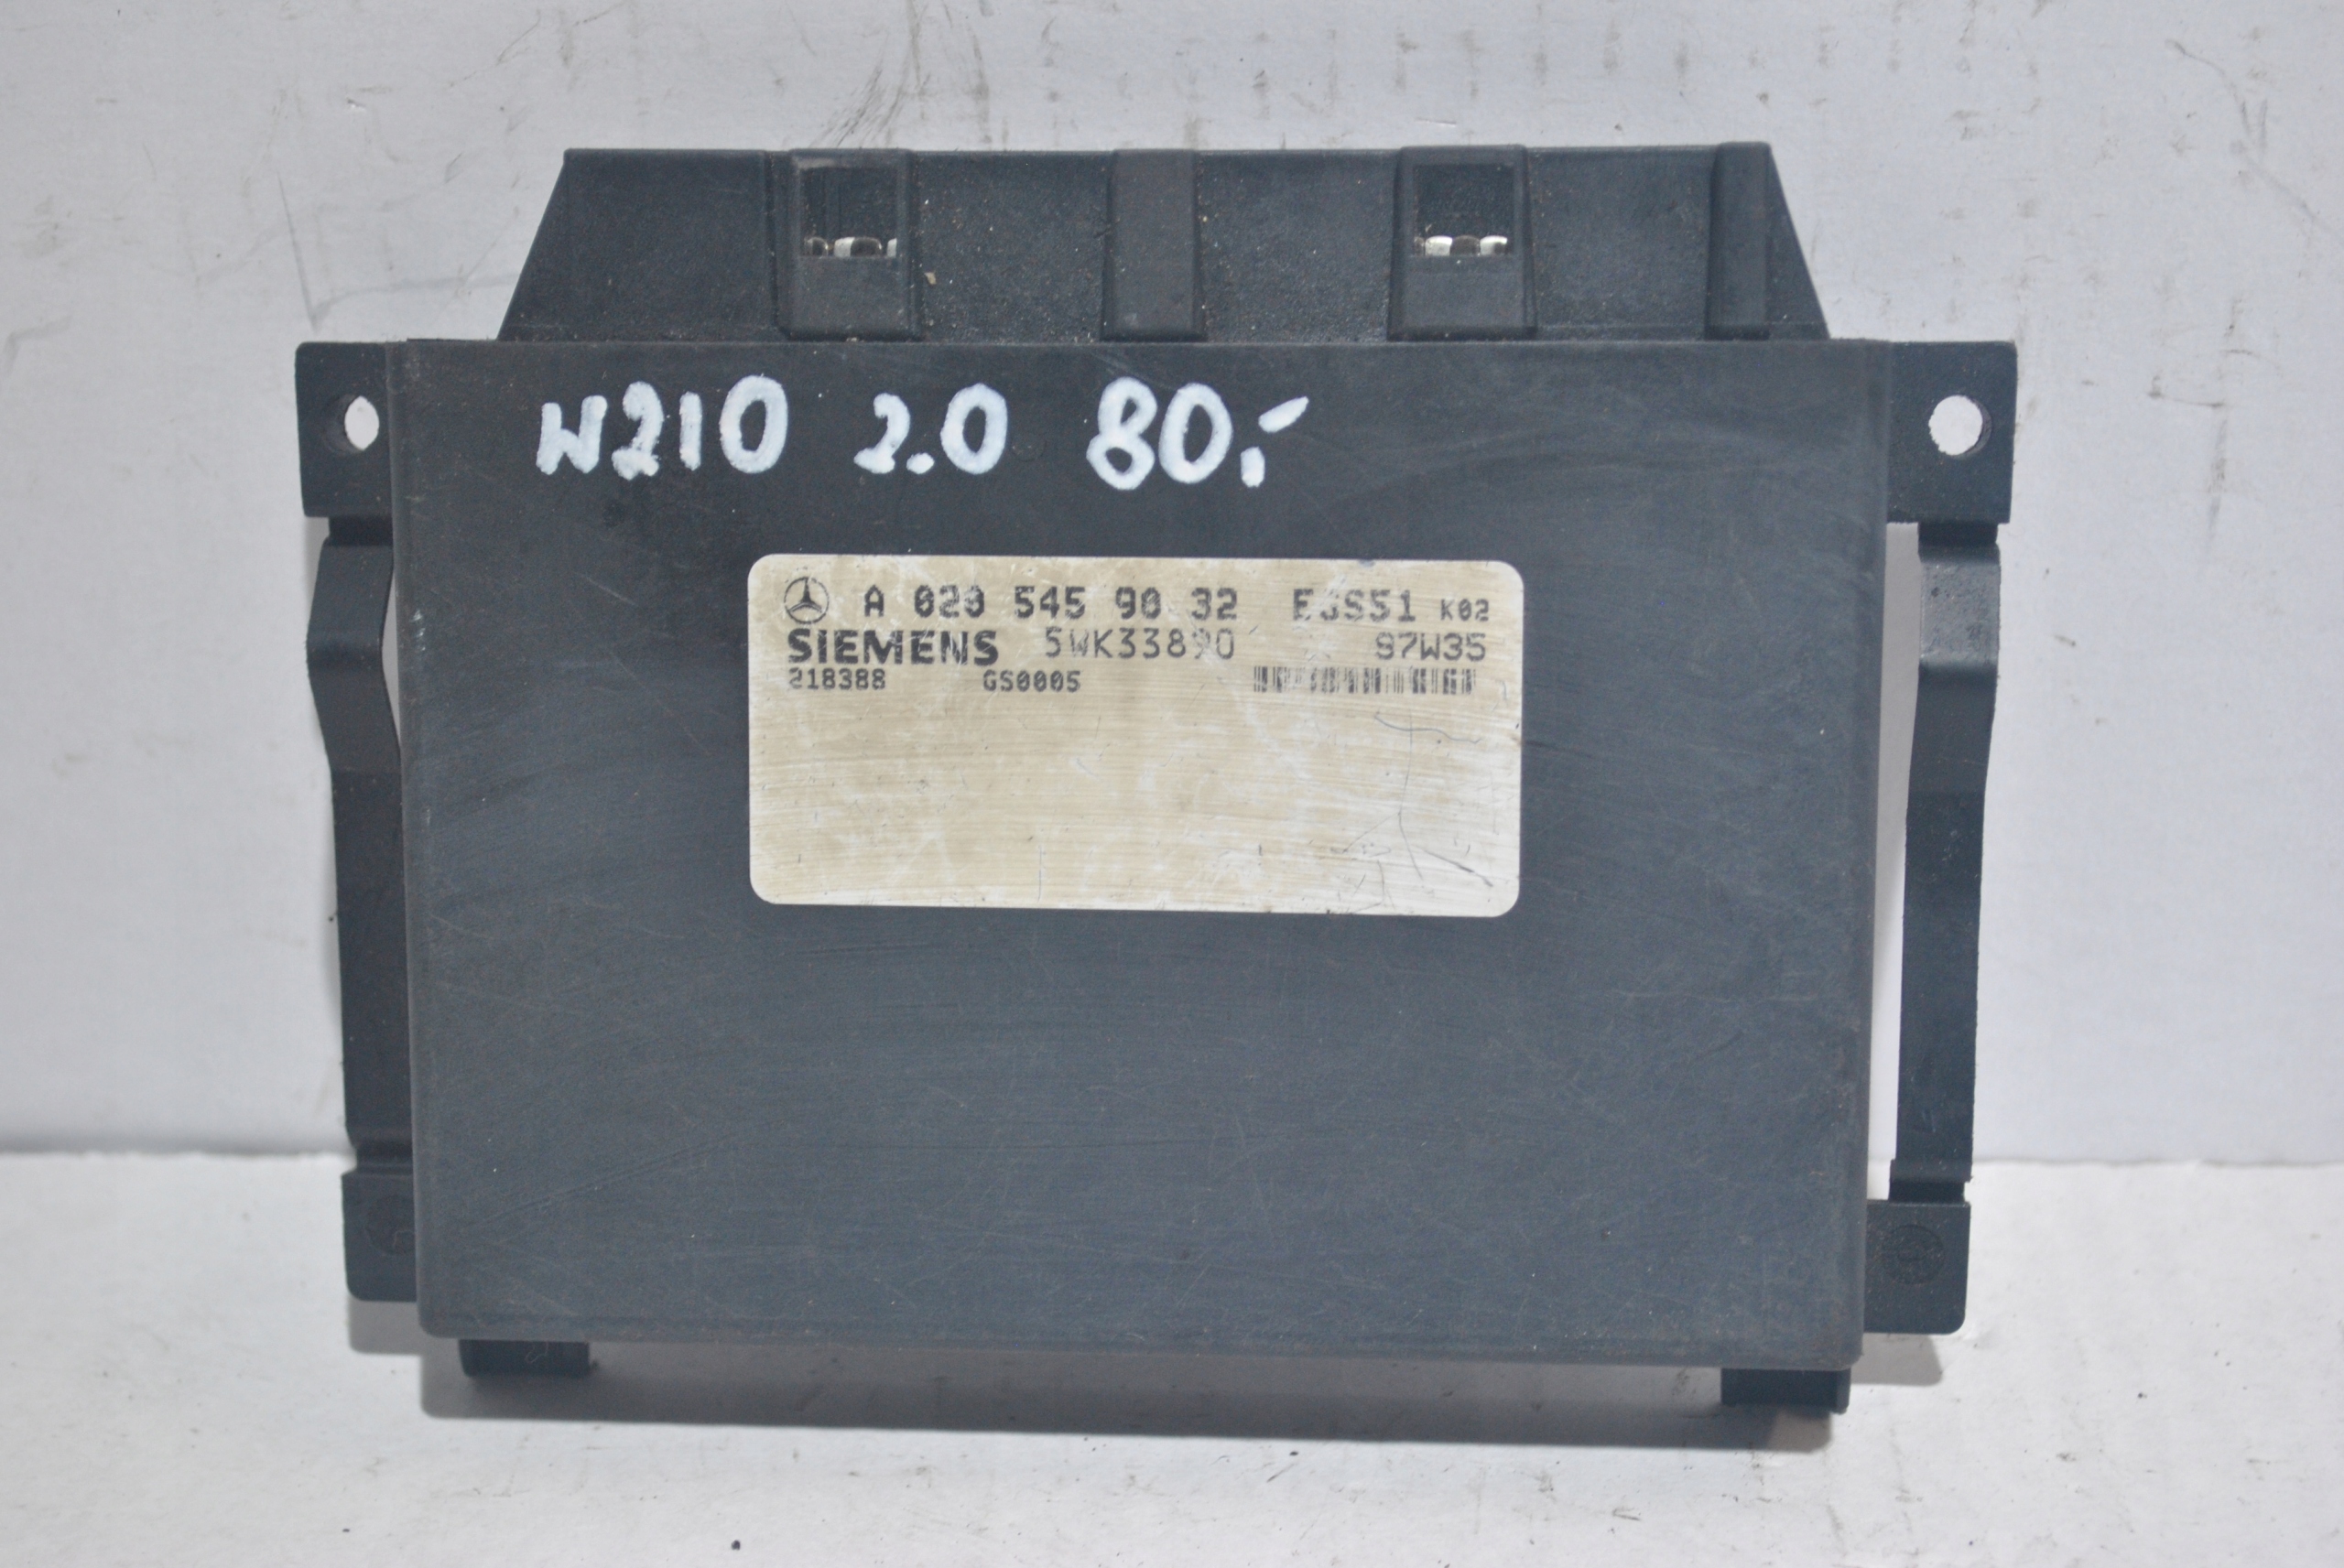 W210 2.0 80.-
A 020 545 90 32 EGS51 K02
SIEMENS 5WK33890 97W35
218388 GS0005